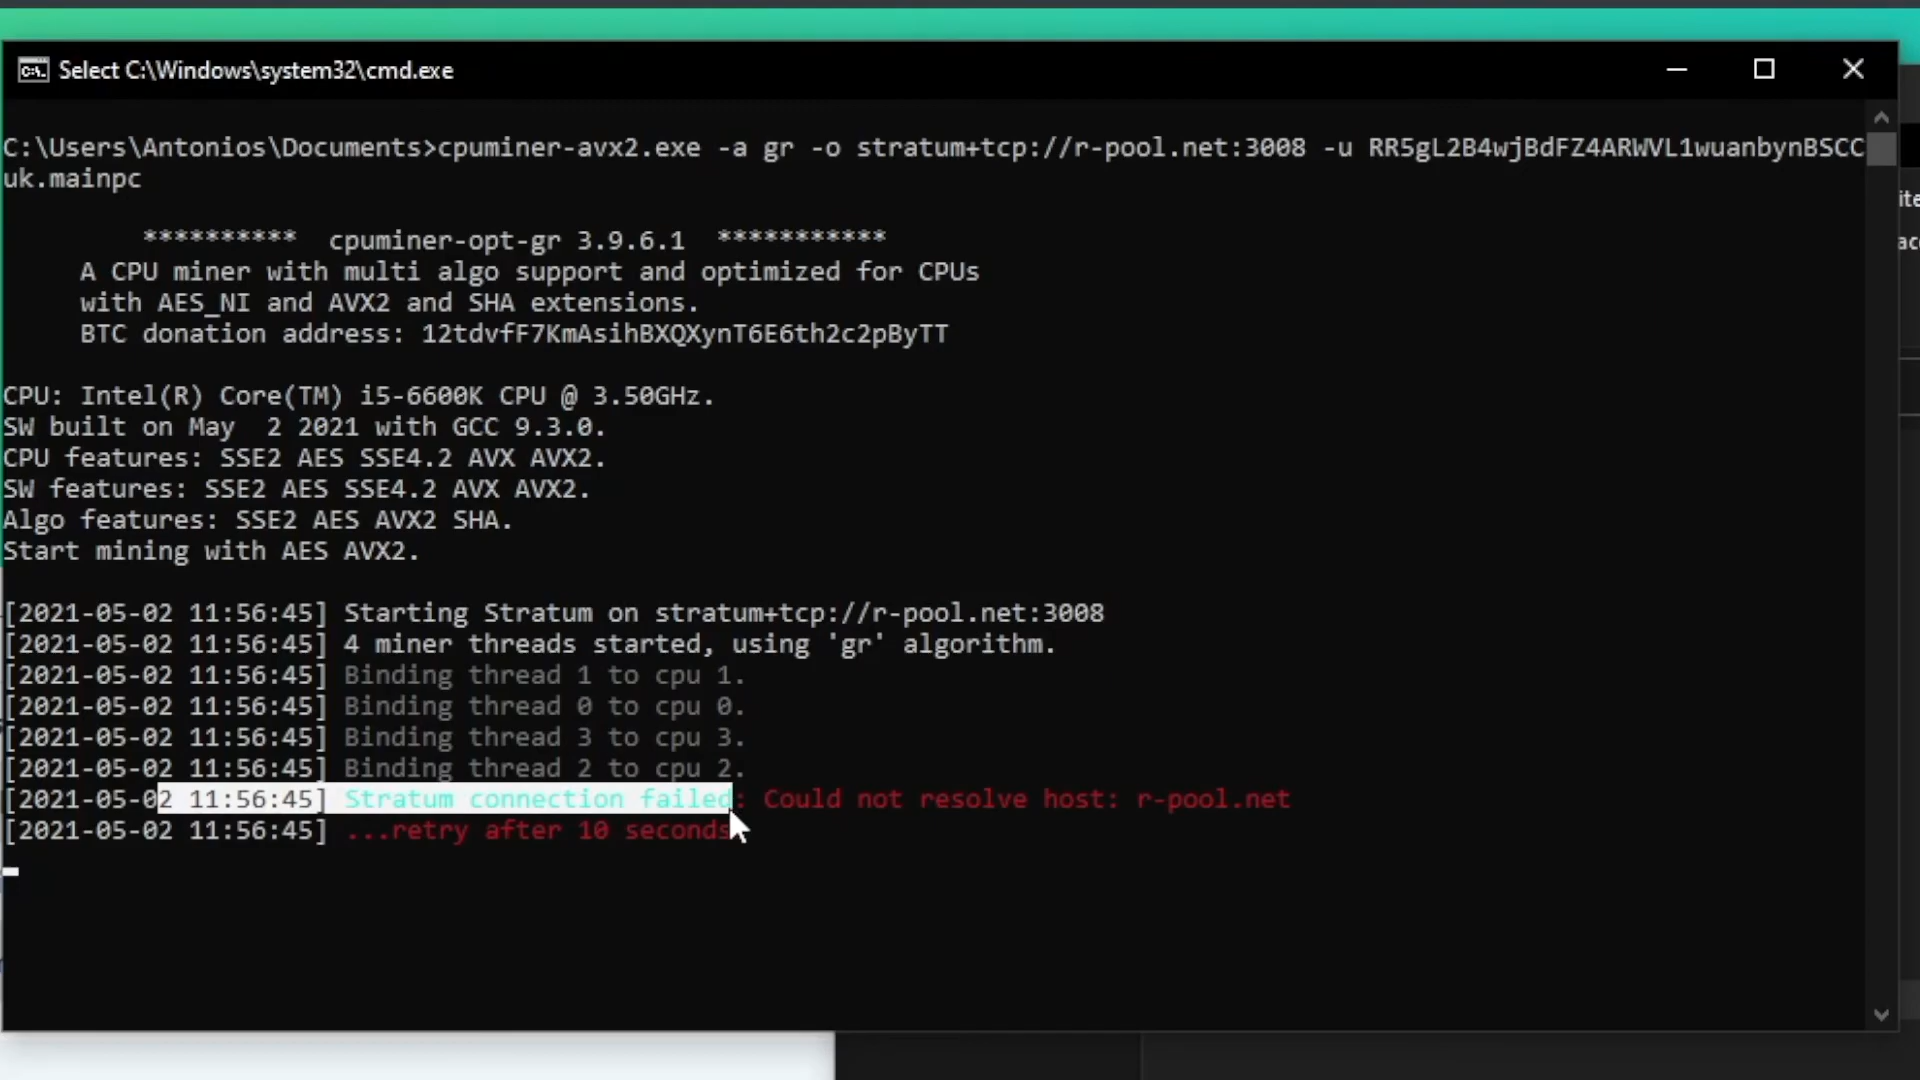 Select C:\Windows\system32\cmd.exe
C:\Users\Antonios\Documents>cpuminer-avx2.exe -a gr -o stratum+tcp://r-pool.net:3008 -u RR5gL2B4wjBdFZ4ARWVL1wuanbynBSCC
uk.mainpc
********** cpuminer-opt-gr 3.9.6.1 ***********
A CPU miner with multi algo support and optimized for CPUs
with AES_NI and AVX2 and SHA extensions.
BTC donation address: 12tdvfF7KmAsihBXQXynT6E6th2c2pByTT
CPU: Intel(R) Core(TM) i5-6600K CPU @ 3.50GHz.
SW built on May  2 2021 with GCC 9.3.0.
CPU features: SSE2 AES SSE4.2 AVX AVX2.
SW features: SSE2 AES SSE4.2 AVX AVX2.
Algo features: SSE2 AES AVX2 SHA.
Start mining with AES AVX2.
[2021-05-02 11:56:45] Starting Stratum on stratum+tcp://r-pool.net:3008
[2021-05-02 11:56:45] 4 miner threads started, using 'gr' algorithm.
[2021-05-02 11:56:45] Binding thread 1 to cpu 1.
[2021-05-02 11:56:45] Binding thread 0 to cpu 0.
[2021-05-02 11:56:45] Binding thread 3 to cpu 3.
[2021-05-02 11:56:45] Binding thread 2 to cpu 2.
[2021-05-02 11:56:45] Stratum connection failed: Could not resolve host: r-pool.net
[2021-05-02 11:56:45] ...retry after 10 seconds